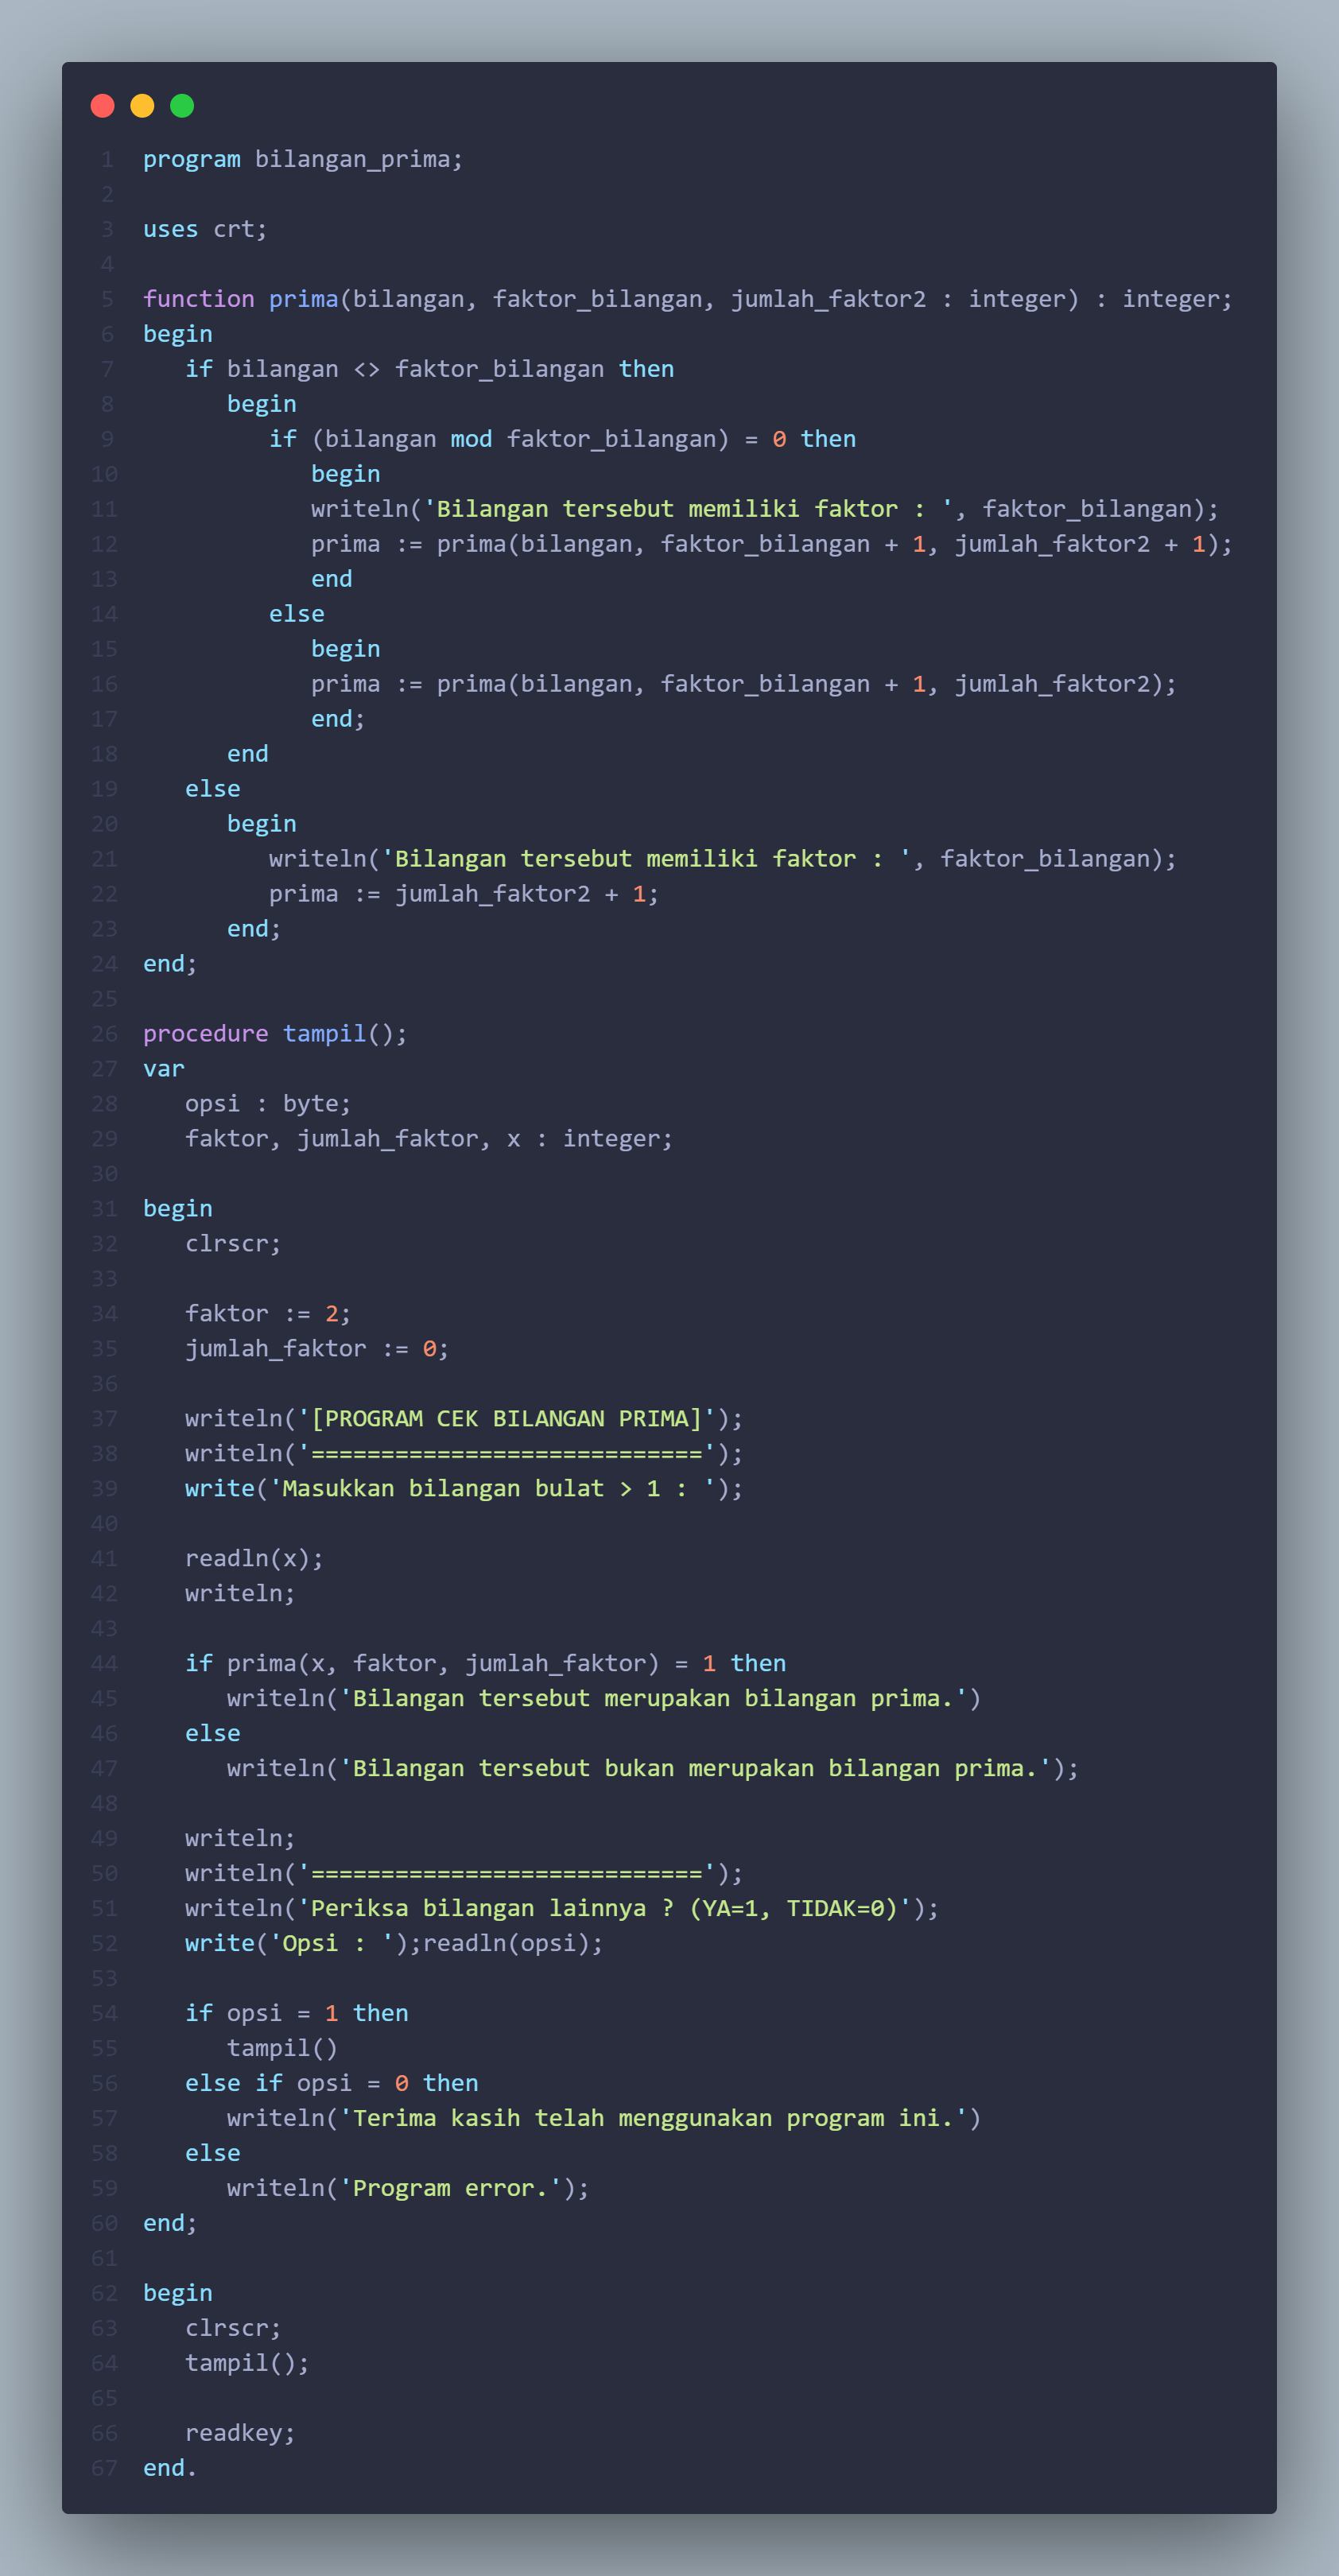 1 program bilangan_prima;
2
3 uses crt;
4
5 function prima(bilangan, faktor_bilangan, jumlah_faktor2 : integer) : integer;
6 begin
7    if bilangan <> faktor_bilangan then
8       begin
9          if (bilangan mod faktor_bilangan) = 0 then
10             begin
11             writeln('Bilangan tersebut memiliki faktor : ', faktor_bilangan);
12             prima := prima(bilangan, faktor_bilangan + 1, jumlah_faktor2 + 1);
13             end
14          else
15             begin
16             prima := prima(bilangan, faktor_bilangan + 1, jumlah_faktor2);
17             end;
18       end
19    else
20       begin
21          writeln('Bilangan tersebut memiliki faktor : ', faktor_bilangan);
22          prima := jumlah_faktor2 + 1;
23       end;
24 end;
25
26 procedure tampil();
27 var
28    opsi : byte;
29    faktor, jumlah_faktor, x : integer;
30
31 begin
32    clrscr;
33
34    faktor := 2;
35    jumlah_faktor := 0;
36
37    writeln('[PROGRAM CEK BILANGAN PRIMA]');
38    writeln('============================');
39    write('Masukkan bilangan bulat > 1 : ');
40
41    readln(x);
42    writeln;
43
44    if prima(x, faktor, jumlah_faktor) = 1 then
45       writeln('Bilangan tersebut merupakan bilangan prima.')
46    else
47       writeln('Bilangan tersebut bukan merupakan bilangan prima.');
48
49    writeln;
50    writeln('============================');
51    writeln('Periksa bilangan lainnya ? (YA=1, TIDAK=0)');
52    write('Opsi : ');readln(opsi);
53
54    if opsi = 1 then
55       tampil()
56    else if opsi = 0 then
57       writeln('Terima kasih telah menggunakan program ini.')
58    else
59       writeln('Program error.');
60 end;
61
62 begin
63    clrscr;
64    tampil();
65
66    readkey;
67 end.